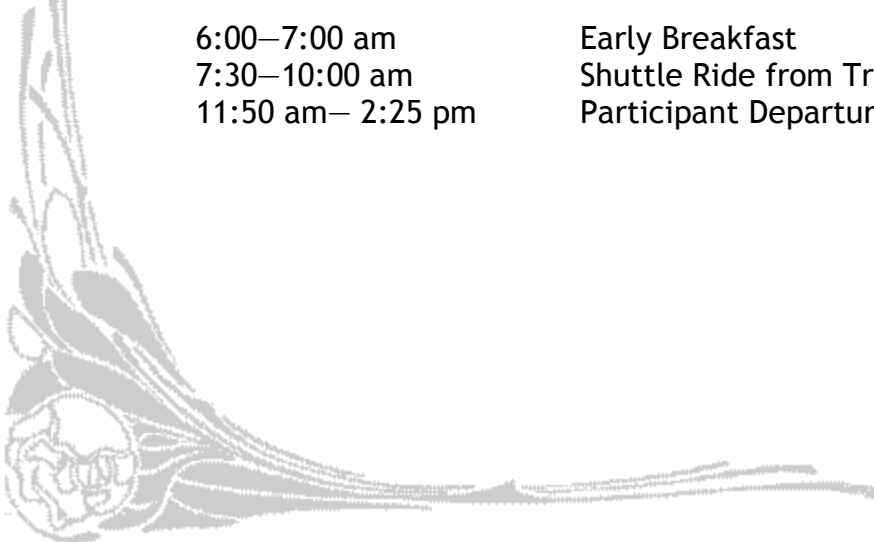 6:00—7:00 am Early Breakfast
7:30—10:00 am Shuttle Ride from
11:50 am— 2:25 pm Participant